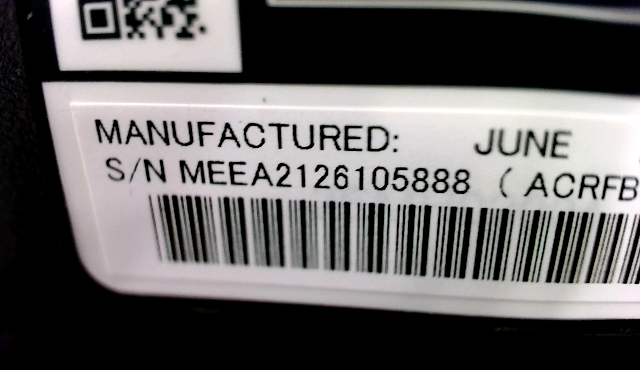 MANUFACTURED: JUNE
S/N MEEA2126105888 ( ACRFB